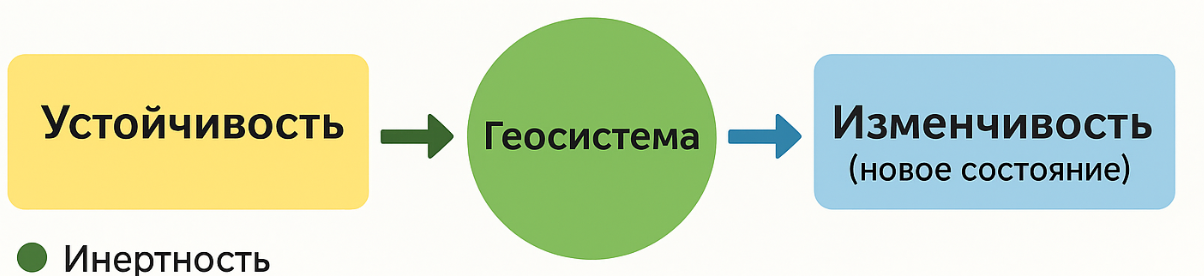 Устойчивость
Геосистема
Изменчивость
(новое состояние)
Инертность